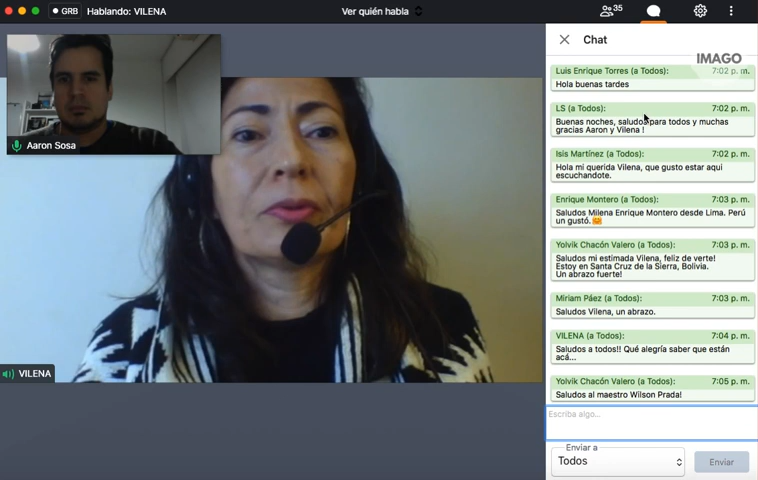 GRB Hablando: VILENA
Ver quién habla
35
Chat
IMAGO
Aaron Sosa
VILENA
Luis Enrique Torres (a Todos): 7:02 p. m.
Hola buenas tardes
LS (a Todos): 7:02 p. m.
Buenas noches, saludos para todos y muchas
gracias Aaron y Vilena !
Isis Martínez (a Todos): 7:02 p. m.
Hola mi querida Vilena, que gusto estar aqui
escuchandote.
Enrique Montero (a Todos): 7:03 p. m.
Saludos Milena Enrique Montero desde Lima. Perú
un gustó.
Yolvik Chacón Valero (a Todos): 7:03 p. m.
Saludos mi estimada Vilena, feliz de verte!
Estoy en Santa Cruz de la Sierra, Bolivia.
Un abrazo fuerte!
Miriam Páez (a Todos): 7:03 p. m.
Saludos Vilena, un abrazo.
VILENA (a Todos): 7:04 p. m.
Saludos a todos!! Qué alegría saber que están
acá...
Yolvik Chacón Valero (a Todos): 7:05 p. m.
Saludos al maestro Wilson Prada!
Escriba algo...
Enviar a
Todos
Enviar